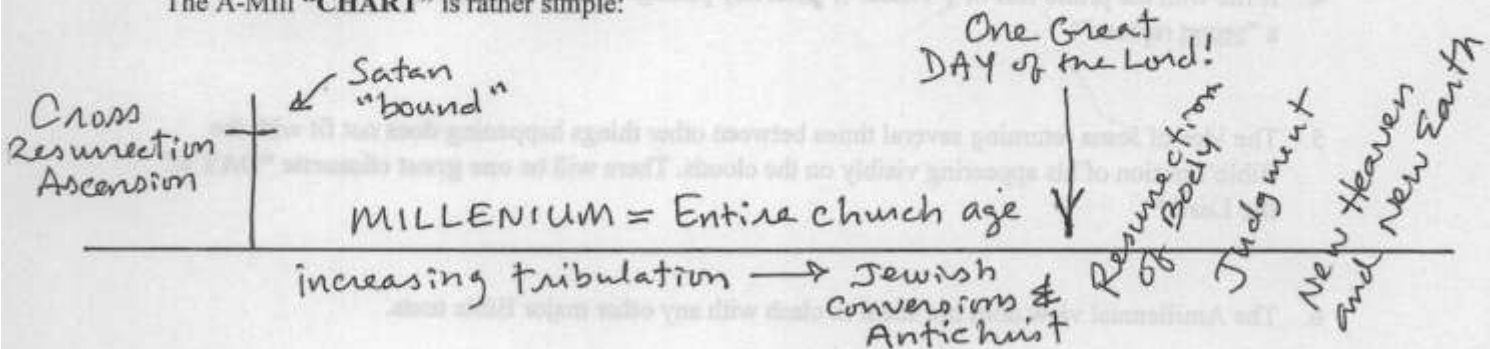 The A-Mill "CHART" is rather simple:
Cross
Resurrection
Ascension
Satan
"bound"
One Great
DAY of the Lord!
MILLENIUM = Entire church age
increasing tribulation → Jewish
Conversions &
Antichrist
Resurrection
of Body
Judgment
New Heaven
and New Earth